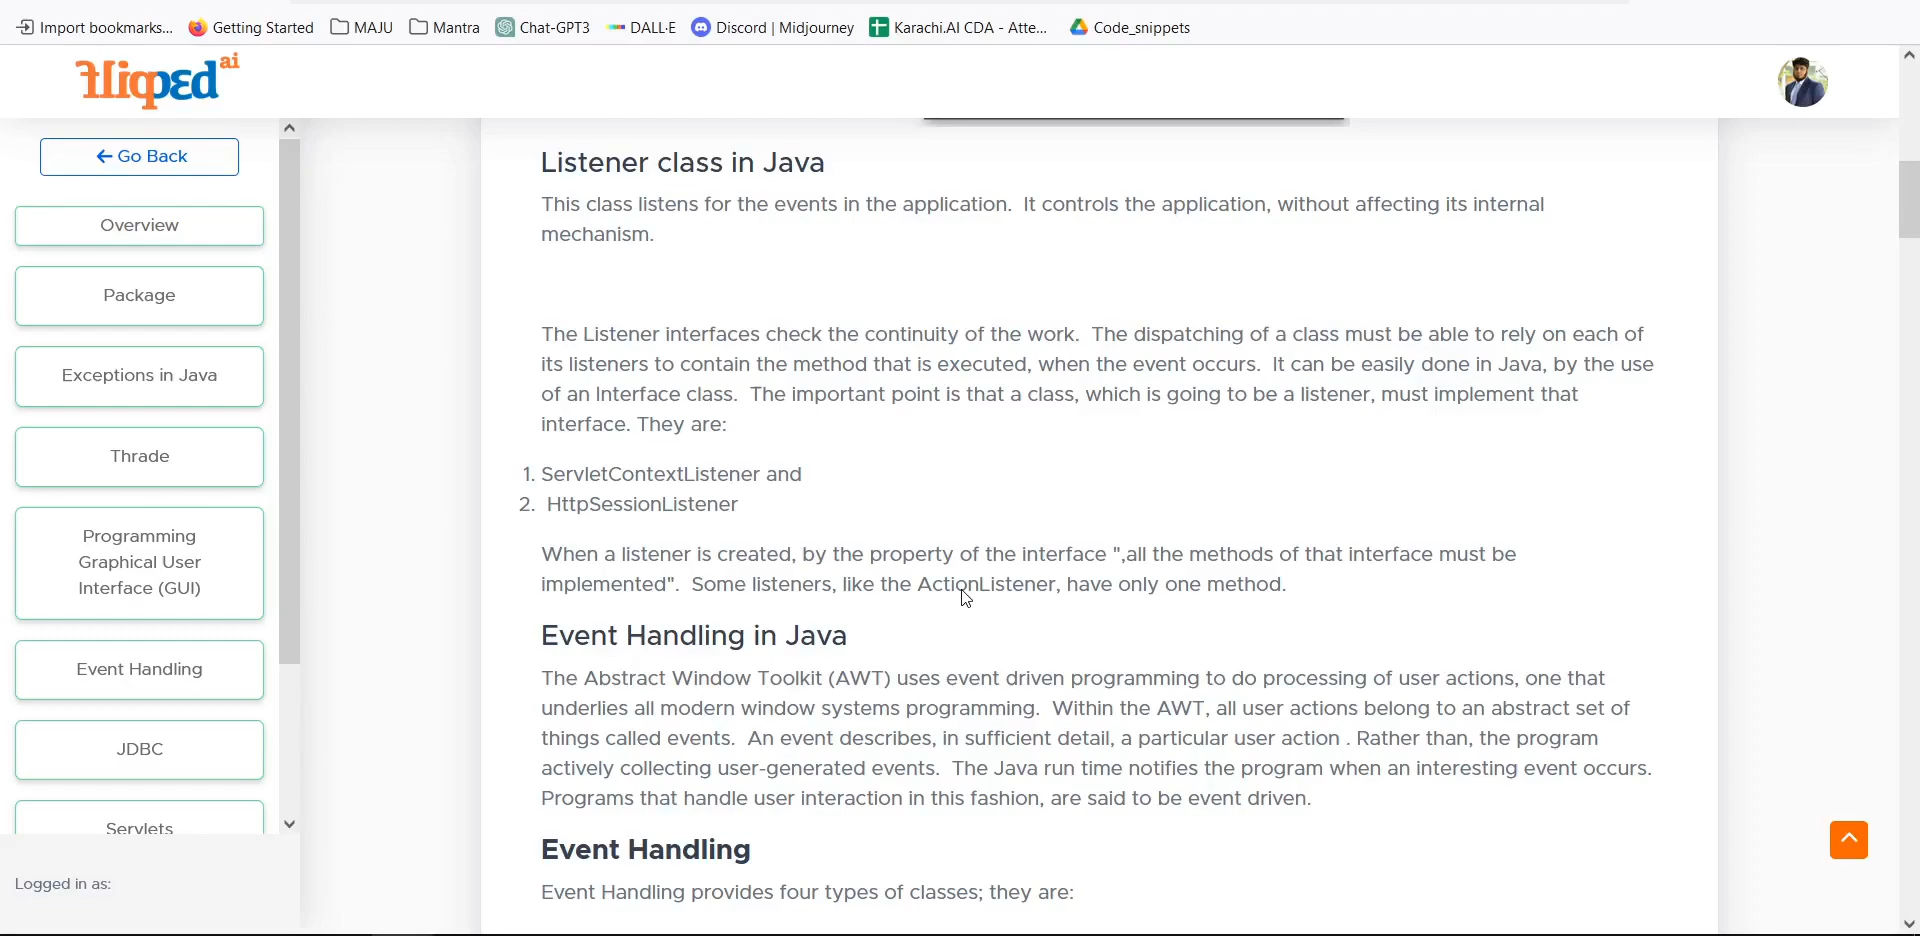 Import bookmarks... Getting Started MAJU Mantra Chat-GPT3 DALL·E Discord | Midjourney Karachi.AI CDA - Atte... Code_snippets
flipped ai
Go Back
Overview
Package
Exceptions in Java
Thrade
Programming
Graphical User
Interface (GUI)
Event Handling
JDBC
Servlets
Logged in as:
Listener class in Java
This class listens for the events in the application. It controls the application, without affecting its internal
mechanism.
The Listener interfaces check the continuity of the work. The dispatching of a class must be able to rely on each of
its listeners to contain the method that is executed, when the event occurs. It can be easily done in Java, by the use
of an Interface class. The important point is that a class, which is going to be a listener, must implement that
interface. They are:
1. ServletContextListener and
2. HttpSessionListener
When a listener is created, by the property of the interface ",all the methods of that interface must be
implemented". Some listeners, like the ActionListener, have only one method.
Event Handling in Java
The Abstract Window Toolkit (AWT) uses event driven programming to do processing of user actions, one that
underlies all modern window systems programming. Within the AWT, all user actions belong to an abstract set of
things called events. An event describes, in sufficient detail, a particular user action . Rather than, the program
actively collecting user-generated events. The Java run time notifies the program when an interesting event occurs.
Programs that handle user interaction in this fashion, are said to be event driven.
Event Handling
Event Handling provides four types of classes; they are: